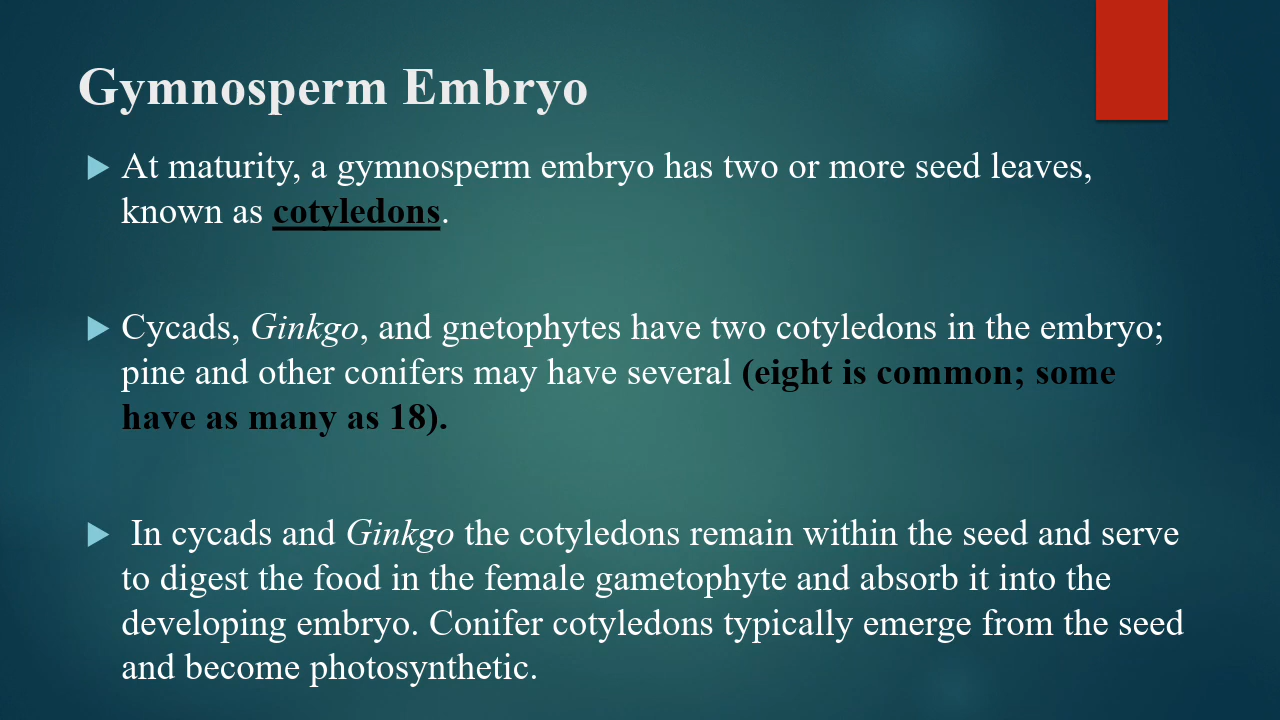 Gymnosperm Embryo
At maturity, a gymnosperm embryo has two or more seed leaves,
known as cotyledons.
Cycads, Ginkgo, and gnetophytes have two cotyledons in the embryo;
pine and other conifers may have several (eight is common; some
have as many as 18).
In cycads and Ginkgo the cotyledons remain within the seed and serve
to digest the food in the female gametophyte and absorb it into the
developing embryo. Conifer cotyledons typically emerge from the seed
and become photosynthetic.